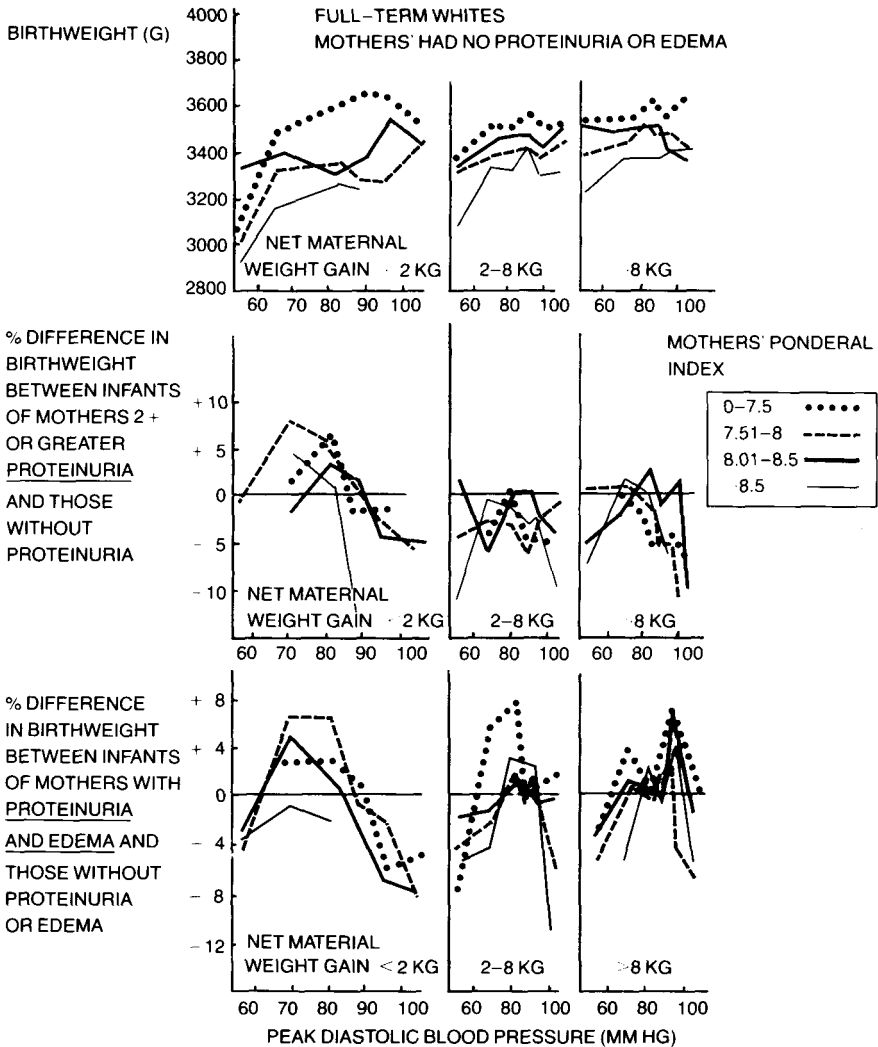 BIRTHWEIGHT (G)
FULL-TERM WHITES
MOTHERS' HAD NO PROTEINURIA OR EDEMA
4000
3800
3600
3400
3200
3000
2800
NET MATERNAL
WEIGHT GAIN 2 KG
2-8 KG
8 KG
60 70 80 90 100
60 80 100
60 80 100
% DIFFERENCE IN
BIRTHWEIGHT
BETWEEN INFANTS
OF MOTHERS 2 +
OR GREATER
PROTEINURIA
AND THOSE
WITHOUT
PROTEINURIA
+ 10
+ 5
0
- 5
- 10
NET MATERNAL
WEIGHT GAIN 2 KG
2-8 KG
8 KG
60 70 80 90 100
60 80 100
60 80 100
MOTHERS' PONDERAL
INDEX
0-7.5
7.51-8
8.01-8.5
8.5
% DIFFERENCE
IN BIRTHWEIGHT
BETWEEN INFANTS
OF MOTHERS WITH
PROTEINURIA
AND EDEMA AND
THOSE WITHOUT
PROTEINURIA
OR EDEMA
+ 8
+ 4
0
- 4
- 8
- 12
NET MATERIAL
WEIGHT GAIN < 2 KG
2-8 KG
>8 KG
60 70 80 90 100
60 80 100
60 80 100
PEAK DIASTOLIC BLOOD PRESSURE (MM HG)